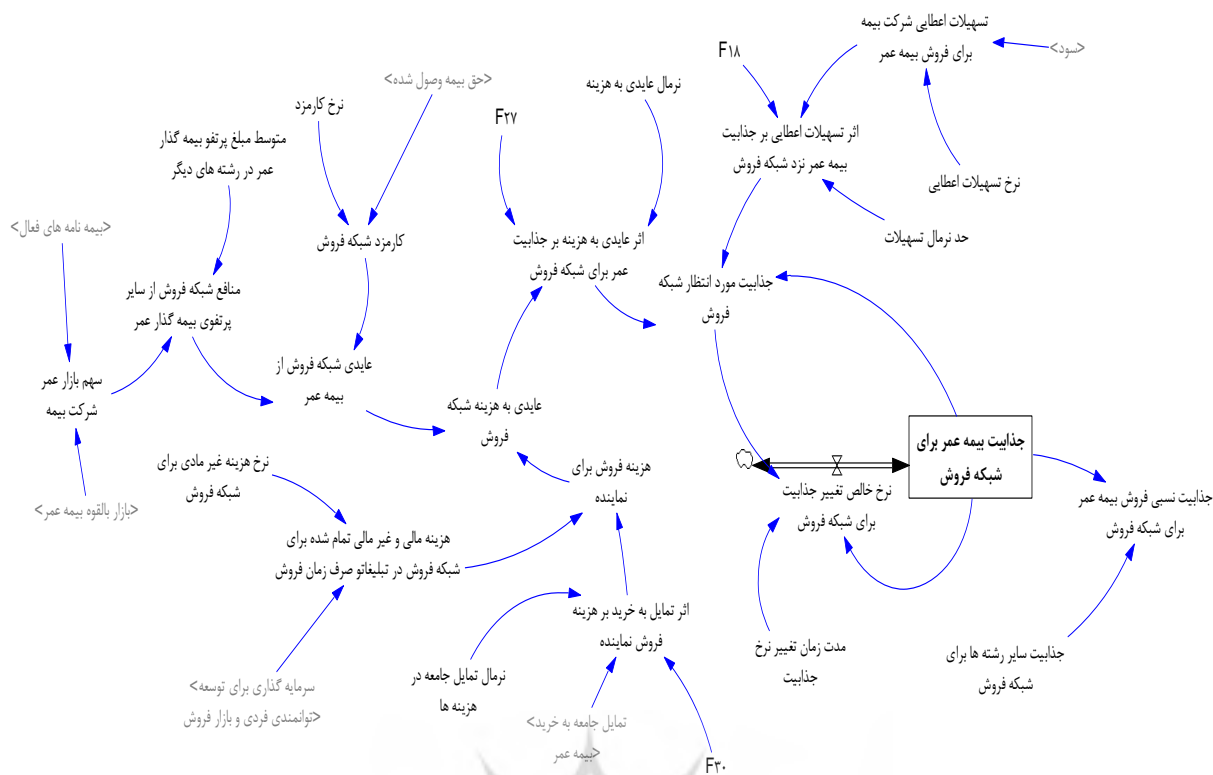 تسهیلات اعطایی شرکت بیمه
برای فروش بیمه عمر
<سود>
F۱۸
<حق بیمه وصول شده>
نرمال عایدی به هزینه
نرخ کارمزد
F۲۷
متوسط مبلغ پرتفو بیمه گذار
عمر در رشته های دیگر
اثر تسهیلات اعطایی بر جذابیت
بیمه عمر نزد شبکه فروش
نرخ تسهیلات اعطایی
<بیمه نامه های فعال>
کارمزد شبکه فروش
اثر عایدی به هزینه بر جذابیت
عمر برای شبکه فروش
حد نرمال تسهیلات
جذابیت مورد انتظار شبکه
فروش
منافع شبکه فروش از سایر
پرتفوی بیمه گذار عمر
عایدی شبکه فروش از
بیمه عمر
سهم بازار عمر
شرکت بیمه
عایدی به هزینه شبکه
فروش
جذابیت بیمه عمر برای
شبکه فروش
نرخ هزینه غیر مادی برای
شبکه فروش
هزینه فروش برای
نماینده
نرخ خالص تغییر جذابیت
برای شبکه فروش
جذابیت نسبی فروش بیمه عمر
برای شبکه فروش
<بازار بالقوه بیمه عمر>
هزینه مالی و غیر مالی تمام شده برای
شبکه فروش در تبلیغاتو صرف زمان فروش
اثر تمایل به خرید بر هزینه
فروش نماینده
مدت زمان تغییر نرخ
جذابیت
جذابیت سایر رشته ها برای
شبکه فروش
<سرمایه گذاری برای توسعه
توانمندی فردی و بازار فروش>
نرمال تمایل جامعه در
هزینه ها
<تمایل جامعه به خرید
بیمه عمر>
F۳۰